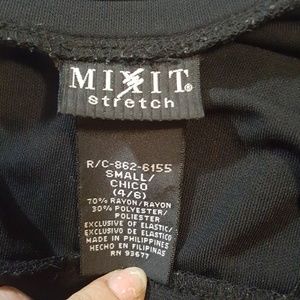 MIXIT®
stretch
R/C-862-6155
SMALL/
CHICO
(4/6)
70% RAYON/RAYON
30% POLYESTER/
POLIESTER
EXCLUSIVE OF ELASTIC/
EXCLUSIVO DE ELASTICO
MADE IN PHILIPPINES
HECHO EN FILIPINAS
RN 93677